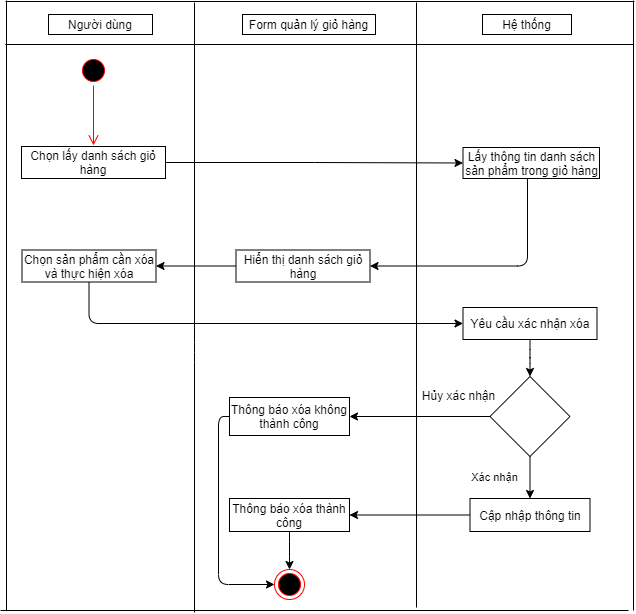 Người dùng
Form quản lý giỏ hàng
Hệ thống
Chọn lấy danh sách giỏ
hàng
Lấy thông tin danh sách
sản phẩm trong giỏ hàng
Chọn sản phẩm cần xóa
và thực hiện xóa
Hiển thị danh sách giỏ
hàng
Yêu cầu xác nhận xóa
Hủy xác nhận
Thông báo xóa không
thành công
Xác nhận
Thông báo xóa thành
công
Cập nhập thông tin